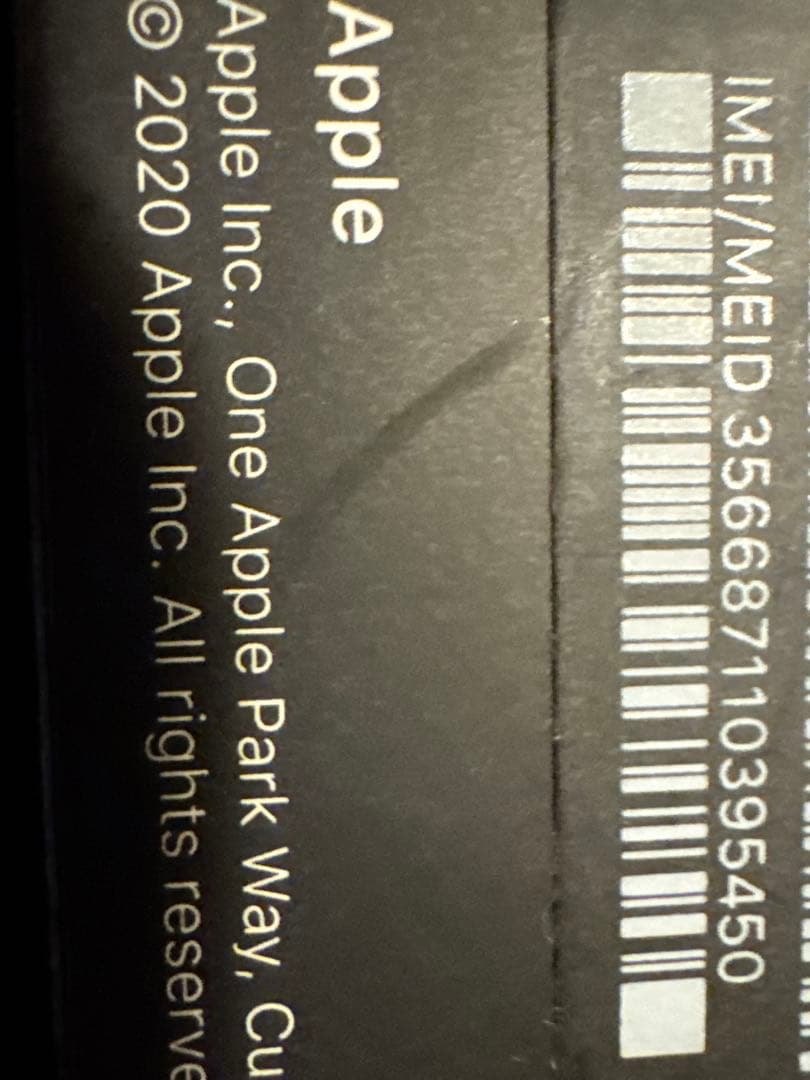 IMEI/MEID 356687110395450
Apple
Apple Inc., One Apple Park Way, Cu
© 2020 Apple Inc. All rights reserve